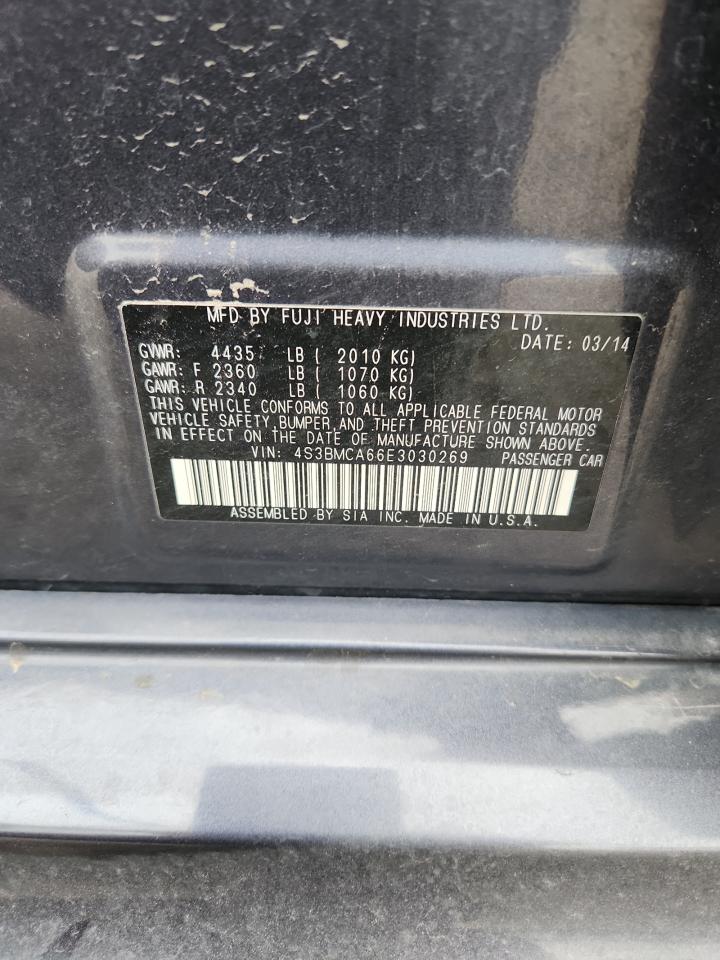 MFD BY FUJI HEAVY INDUSTRIES LTD.
DATE: 03/14
GVWR: 4435 LB ( 2010 KG)
GAWR: F 2360 LB ( 1070 KG)
GAWR: R 2340 LB ( 1060 KG)
THIS VEHICLE CONFORMS TO ALL APPLICABLE FEDERAL MOTOR
VEHICLE SAFETY, BUMPER, AND THEFT PREVENTION STANDARDS
IN EFFECT ON THE DATE OF MANUFACTURE SHOWN ABOVE.
VIN: 4S3BMCA66E3030269 PASSENGER CAR
ASSEMBLED BY SIA INC. MADE IN U.S.A.